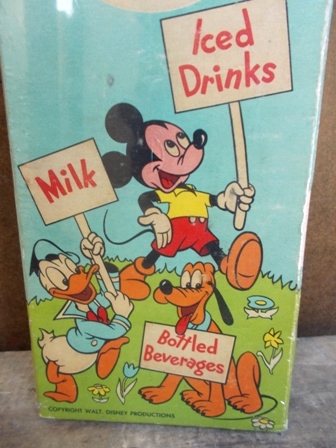 Iced
Drinks
Milk
Bottled
Beverages
COPYRIGHT WALT DISNEY PRODUCTIONS